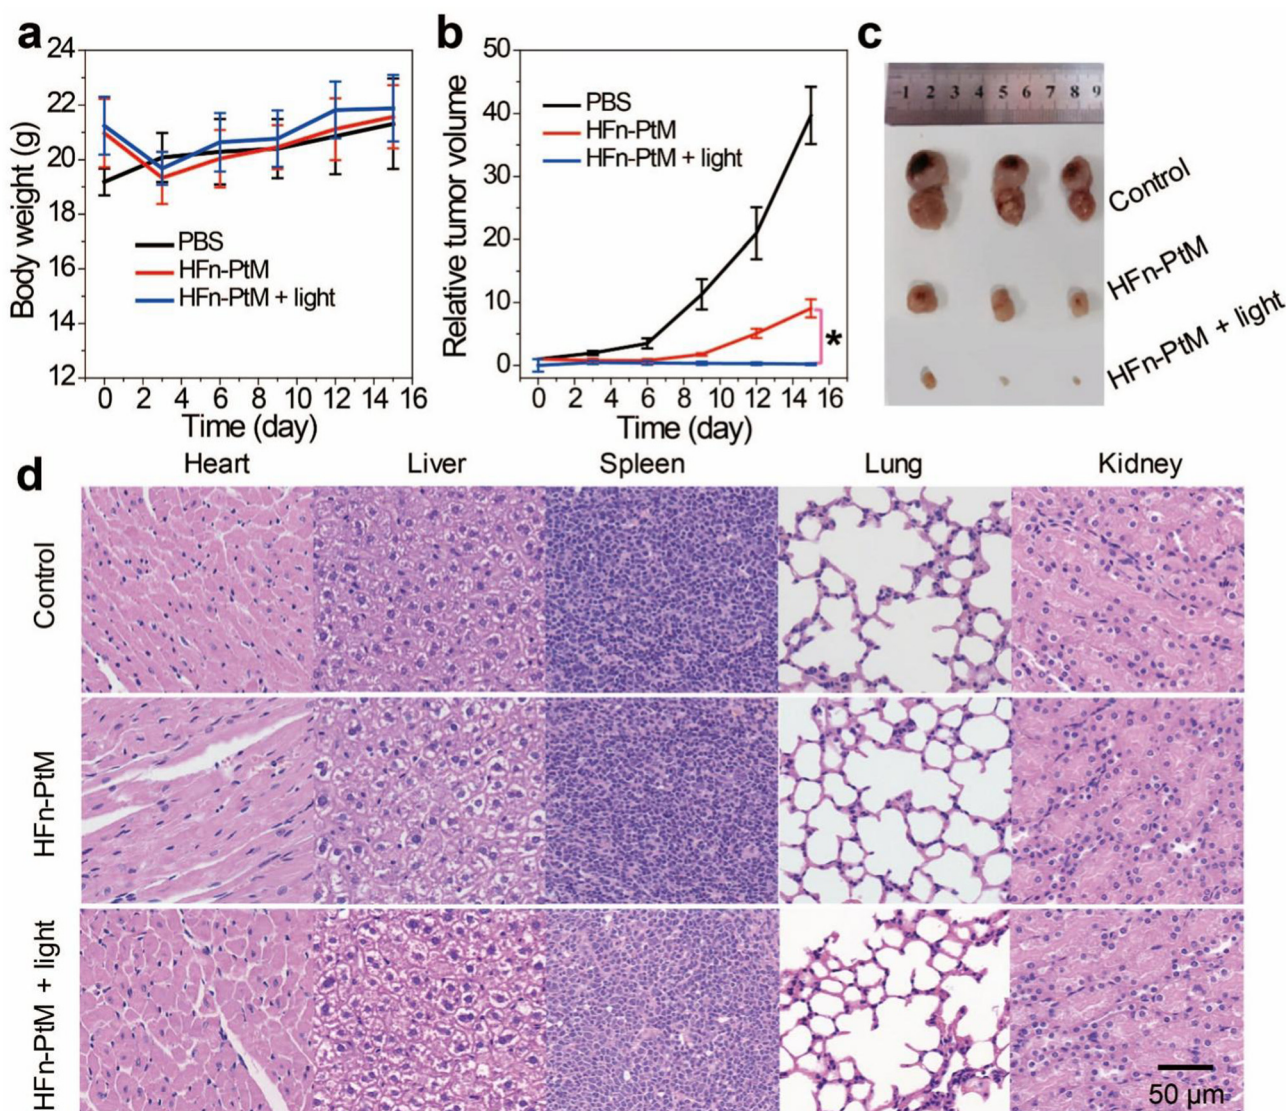 a
24
22
20
18
16
14
12
Body weight (g)
PBS
HFn-PtM
HFn-PtM + light
0 2 4 6 8 10 12 14 16
Time (day)
b
50
40
30
20
10
0
Relative tumor volume
PBS
HFn-PtM
HFn-PtM + light
*
0 2 4 6 8 10 12 14 16
Time (day)
c
1 2 3 4 5 6 7 8 9
Control
HFn-PtM
HFn-PtM + light
d
Heart Liver Spleen Lung Kidney
Control
HFn-PtM
HFn-PtM + light
50 µm